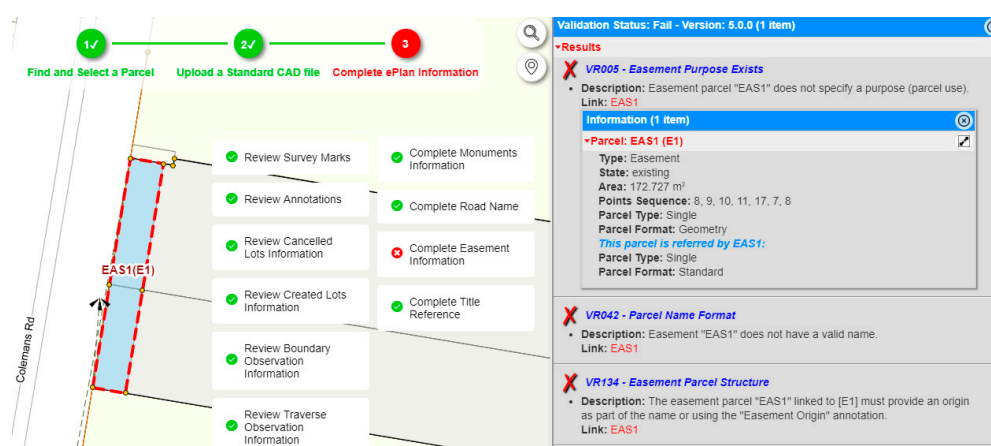 1✓
2✓
3
Find and Select a Parcel
Upload a Standard CAD file
Complete ePlan Information
Review Survey Marks
Review Annotations
Review Cancelled
Lots Information
Review Created Lots
Information
Review Boundary
Observation
Information
Review Traverse
Observation
Information
Complete Monuments
Information
Complete Road Name
Complete Easement
Information
Complete Title
Reference
EAS1(E1)
Colemans Rd
Validation Status: Fail - Version: 5.0.0 (1 item)
Results
VR005 - Easement Purpose Exists
• Description: Easement parcel "EAS1" does not specify a purpose (parcel use).
Link: EAS1
Information (1 item)
Parcel: EAS1 (E1)
Type: Easement
State: existing
Area: 172.727 m²
Points Sequence: 8, 9, 10, 11, 17, 7, 8
Parcel Type: Single
Parcel Format: Geometry
This parcel is referred by EAS1:
Parcel Type: Single
Parcel Format: Standard
VR042 - Parcel Name Format
• Description: Easement "EAS1" does not have a valid name.
Link: EAS1
VR134 - Easement Parcel Structure
• Description: The easement parcel "EAS1" linked to [E1] must provide an origin
as part of the name or using the "Easement Origin" annotation.
Link: EAS1